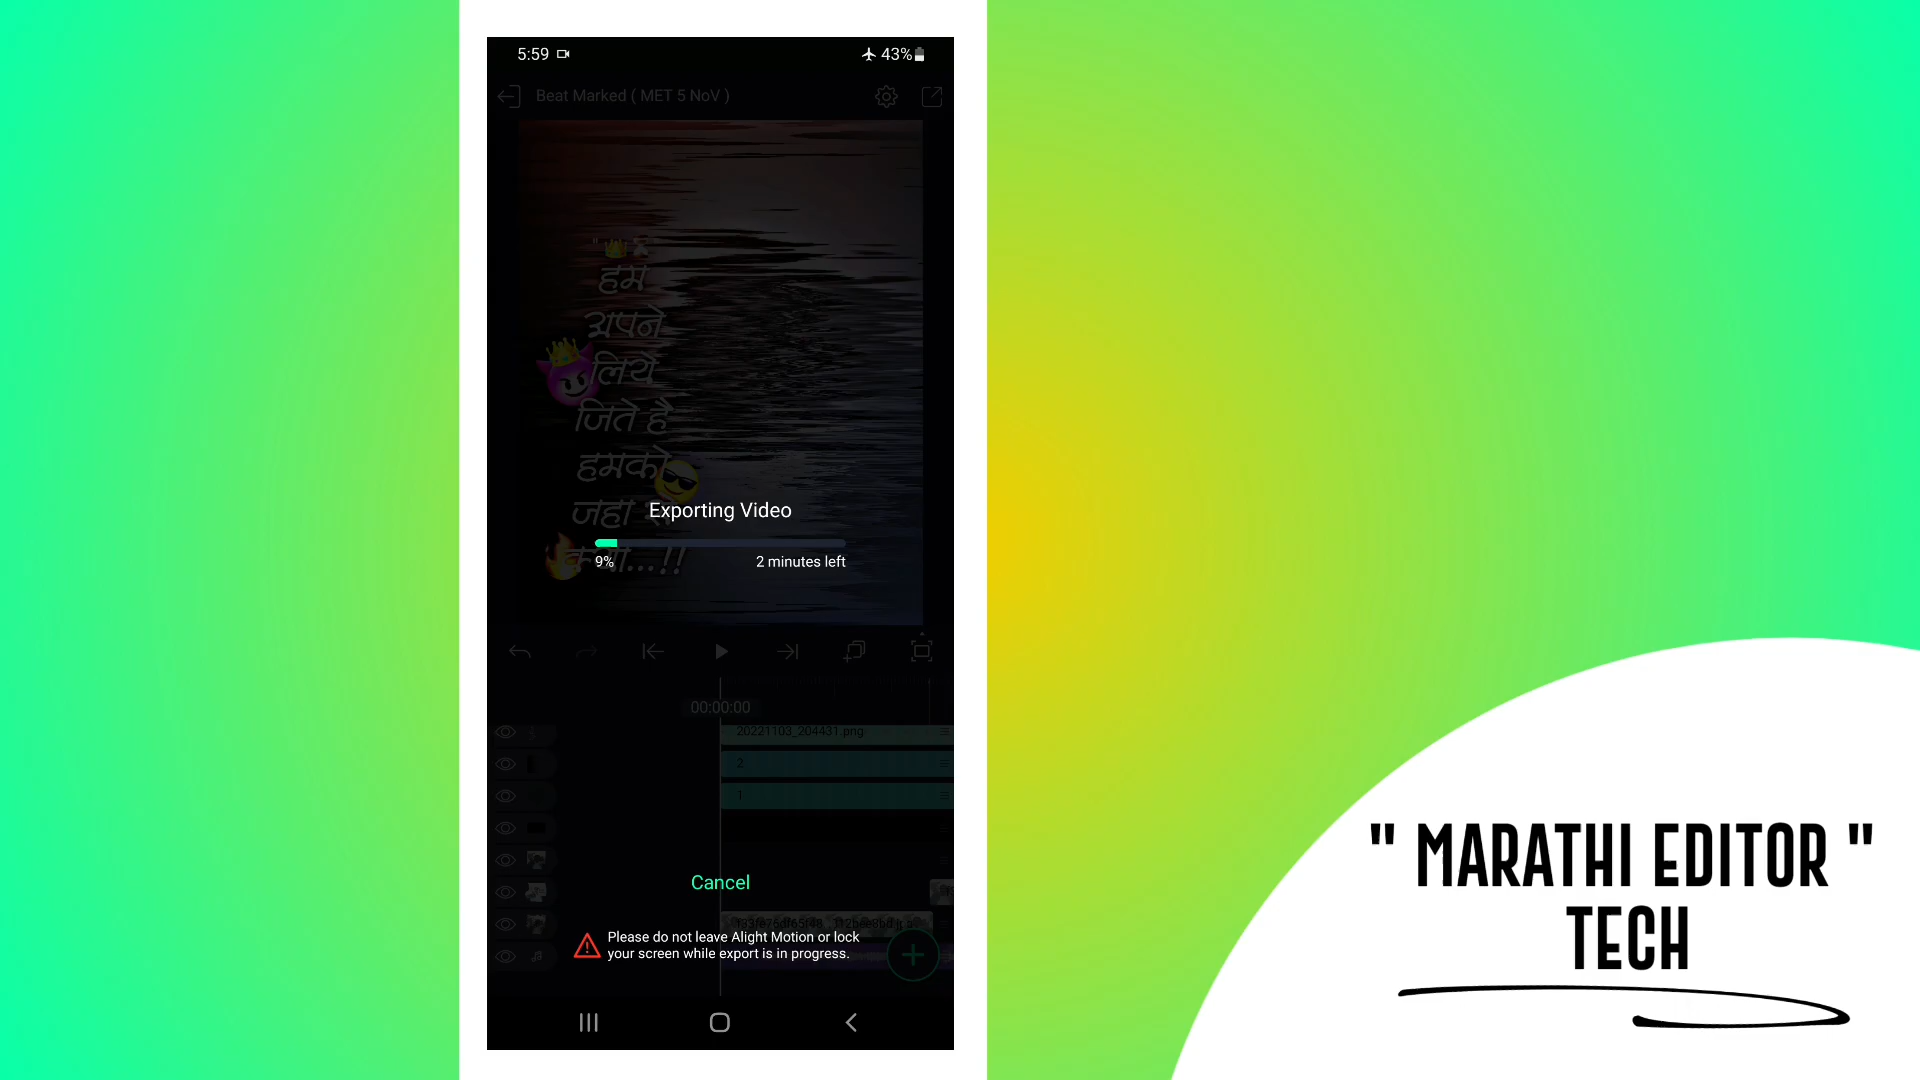 5:59
43%
Beat Marked ( MET 5 NoV )
हम
अपने
लिये
जिते है
हमको
जहा से
क्या...!!
Exporting Video
9%
2 minutes left
00:00:00
20221103_204431.png
2
1
Cancel
Please do not leave Alight Motion or lock
your screen while export is in progress.
" MARATHI EDITOR "
TECH